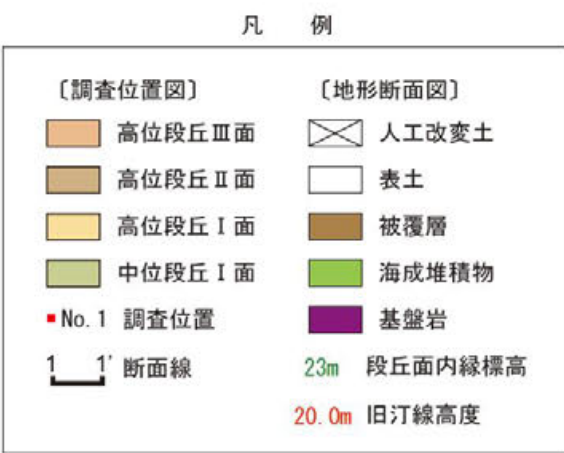 凡 例
〔調査位置図〕
高位段丘Ⅲ面
高位段丘Ⅱ面
高位段丘Ⅰ面
中位段丘Ⅰ面
No. 1 調査位置
1 1' 断面線
〔地形断面図〕
人工改変土
表土
被覆層
海成堆積物
基盤岩
23m 段丘面内縁標高
20.0m 旧汀線高度